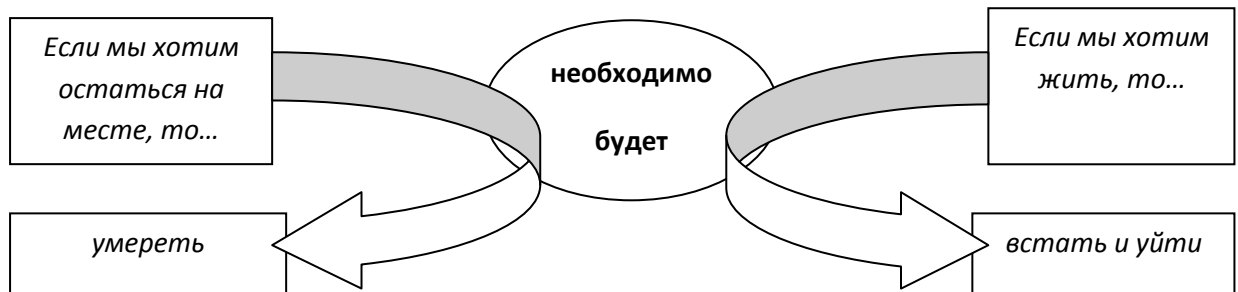 Если мы хотим
остаться на
месте, то…
необходимо
будет
Если мы хотим
жить, то…
умереть
встать и уйти